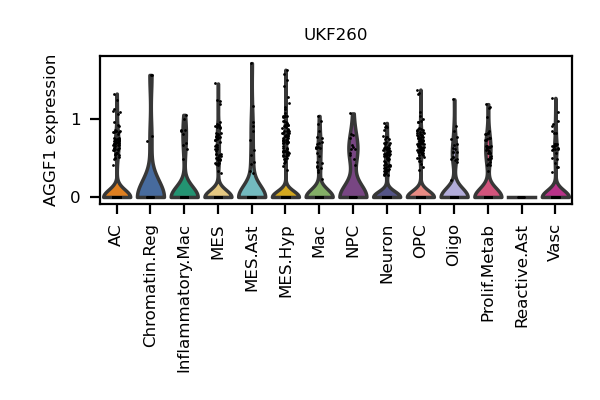 UKF260
AGGF1 expression
1
0
AC
Chromatin.Reg
Inflammatory.Mac
MES
MES.Ast
MES.Hyp
Mac
NPC
Neuron
OPC
Oligo
Prolif.Metab
Reactive.Ast
Vasc